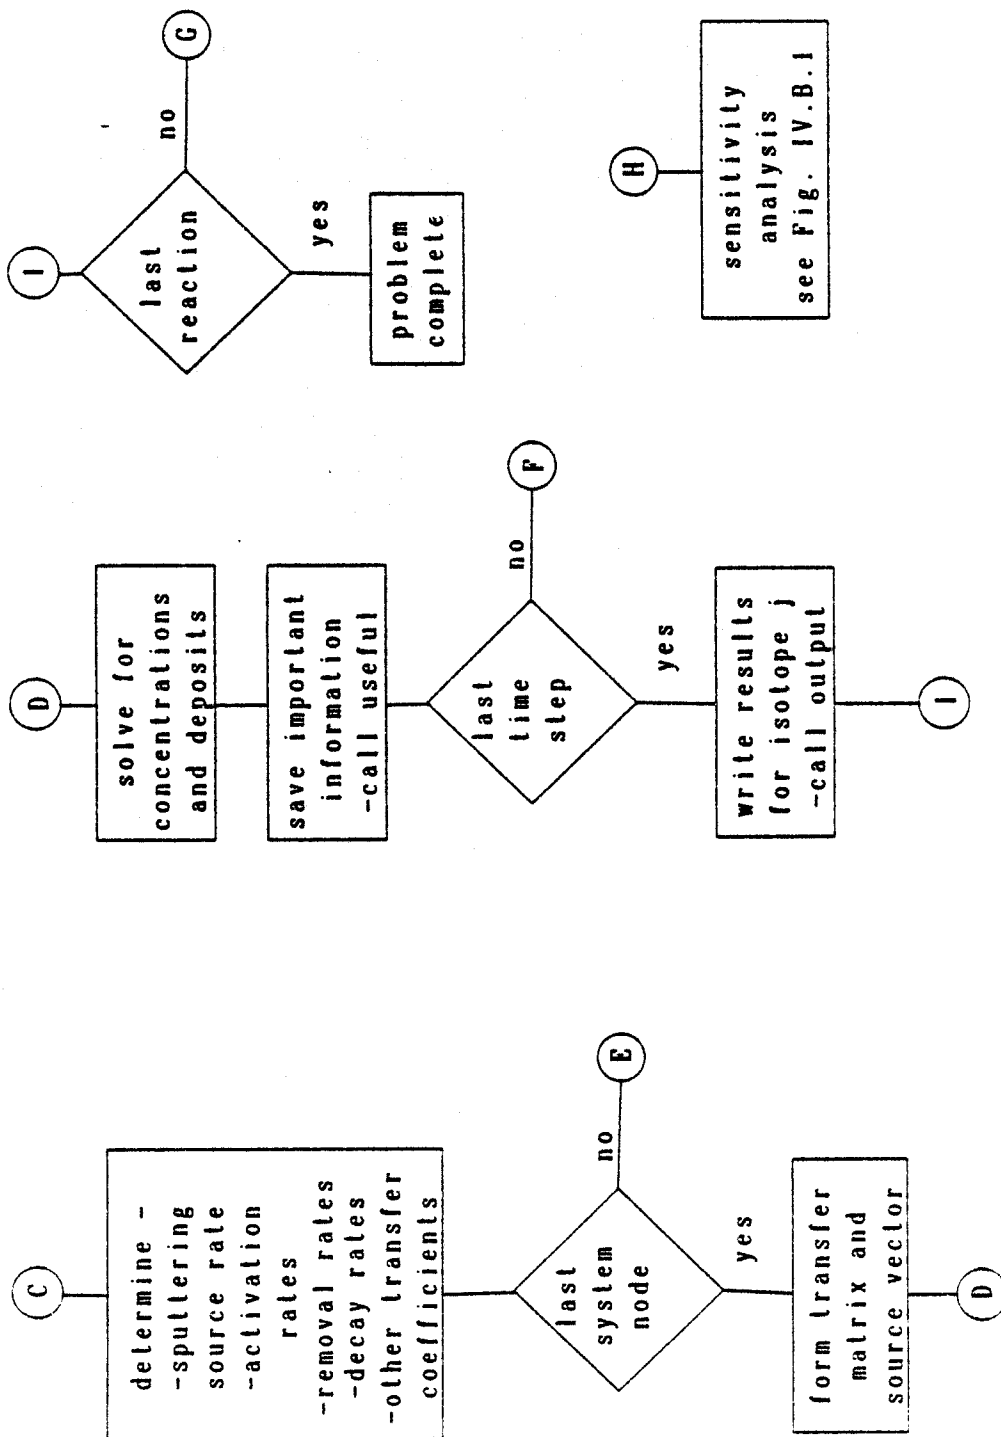 C
determine -
-sputtering
source rate
-activation
rates
-removal rates
-decay rates
-other transfer
coefficients
last
system
node
no
E
yes
form transfer
matrix and
source vector
D
D
solve for
concentrations
and deposits
save important
information
-call useful
last
time
step
no
F
yes
write results
for isotope j
-call output
I
I
last
reaction
no
G
yes
problem
complete
H
sensitivity
analysis
see Fig. IV.B.1